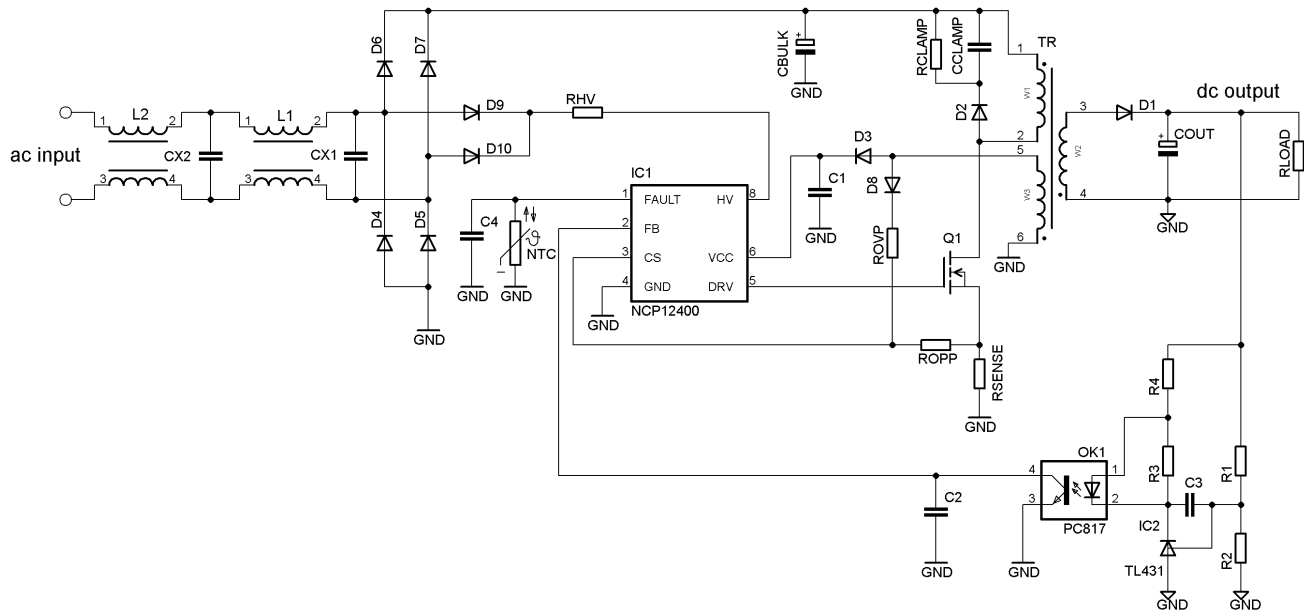 D6
D7
CBULK
+
RCLAMP
CCLAMP
TR
1
W1
2
D2
L2
1
2
3
4
CX2
L1
1
2
3
4
CX1
ac input
D9
D10
RHV
D4
D5
GND
D3
C1
GND
D8
ROVP
5
W3
6
GND
GND
3
W2
4
D1
dc output
+
COUT
GND
RLOAD
IC1
1
FAULT
HV
8
2
FB
3
CS
VCC
6
4
GND
DRV
5
NCP12400
GND
C4
GND
NTC
GND
Q1
ROPP
RSENSE
GND
R4
R3
R1
OK1
4
1
3
2
PC817
C3
C2
GND
GND
IC2
TL431
R2
GND
GND